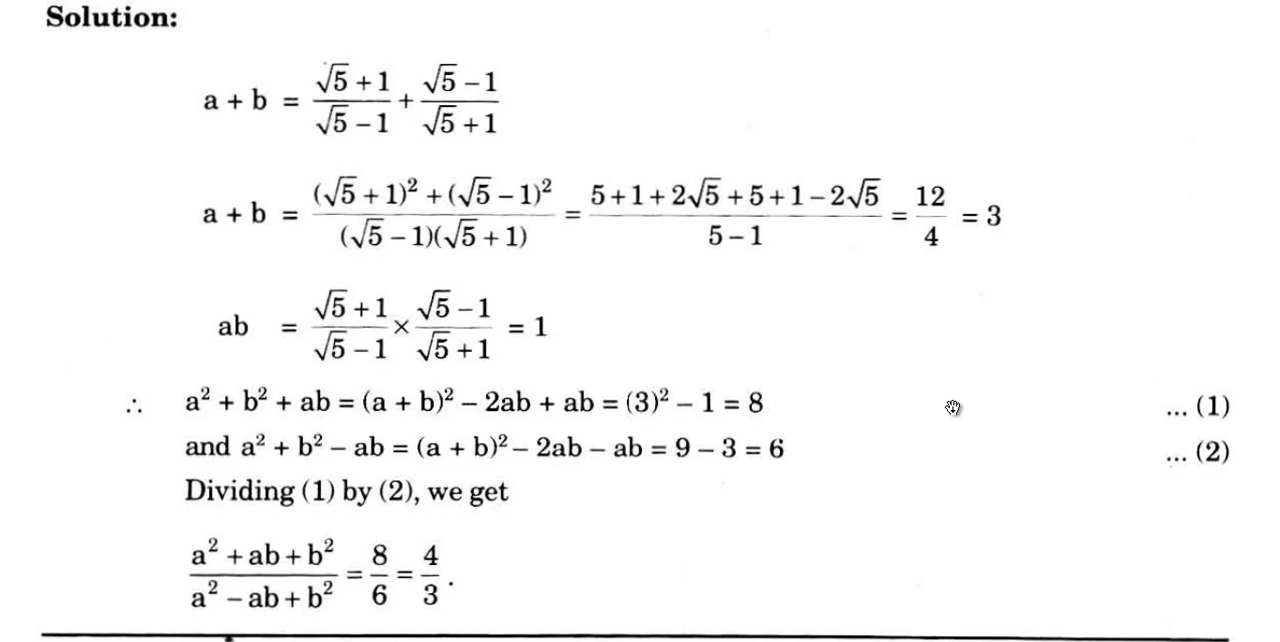 Solution:
a + b = (√5 + 1)/(√5 − 1) + (√5 − 1)/(√5 + 1)
a + b = ((√5 + 1)² + (√5 − 1)²)/((√5 − 1)(√5 + 1)) = (5 + 1 + 2√5 + 5 + 1 − 2√5)/(5 − 1) = 12/4 = 3
ab = (√5 + 1)/(√5 − 1) × (√5 − 1)/(√5 + 1) = 1
∴ a² + b² + ab = (a + b)² − 2ab + ab = (3)² − 1 = 8 ... (1)
and a² + b² − ab = (a + b)² − 2ab − ab = 9 − 3 = 6 ... (2)
Dividing (1) by (2), we get
(a² + ab + b²)/(a² − ab + b²) = 8/6 = 4/3 .